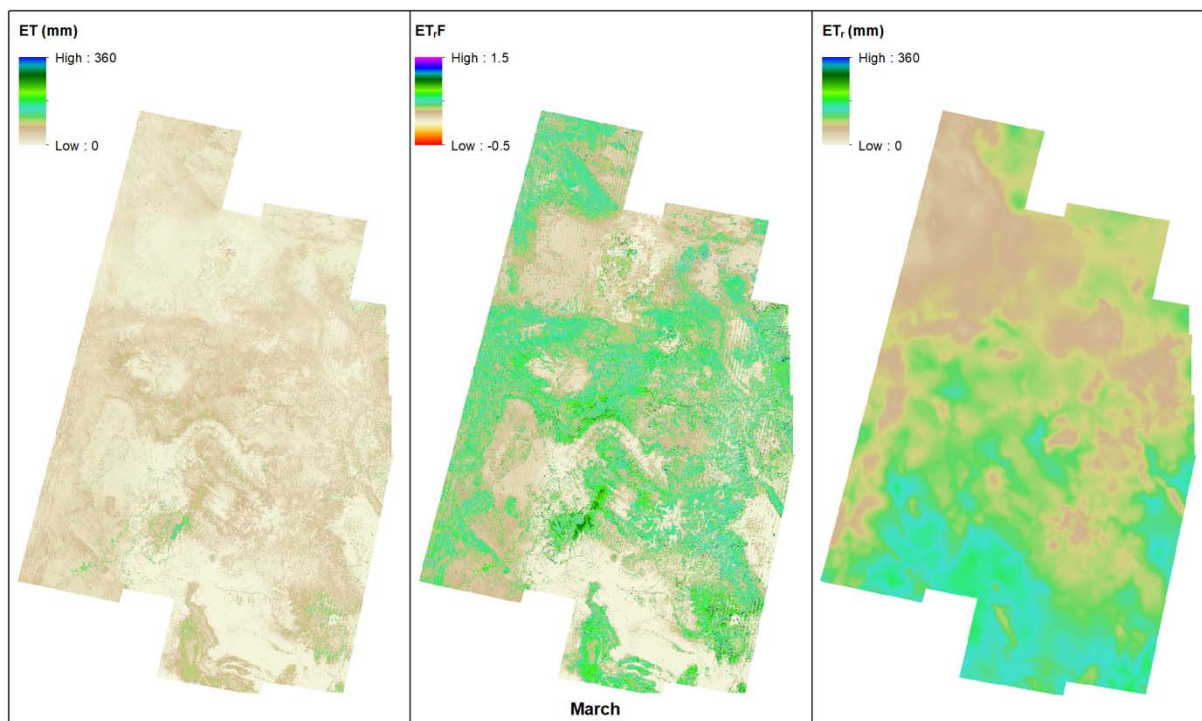 ET (mm)
High : 360
Low : 0
ETᵣF
High : 1.5
Low : -0.5
ETᵣ (mm)
High : 360
Low : 0
March